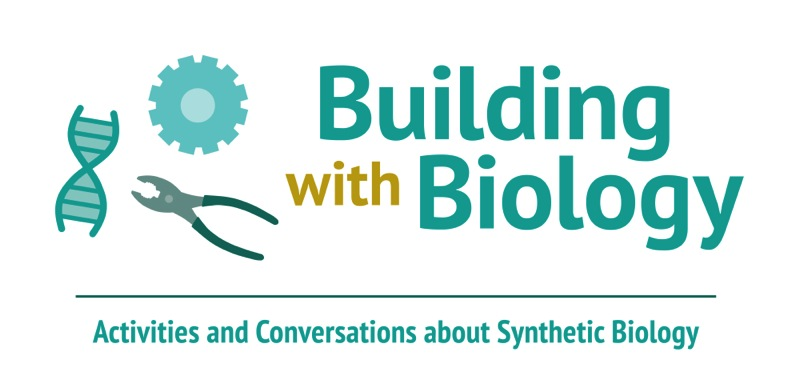 Building
with Biology
Activities and Conversations about Synthetic Biology